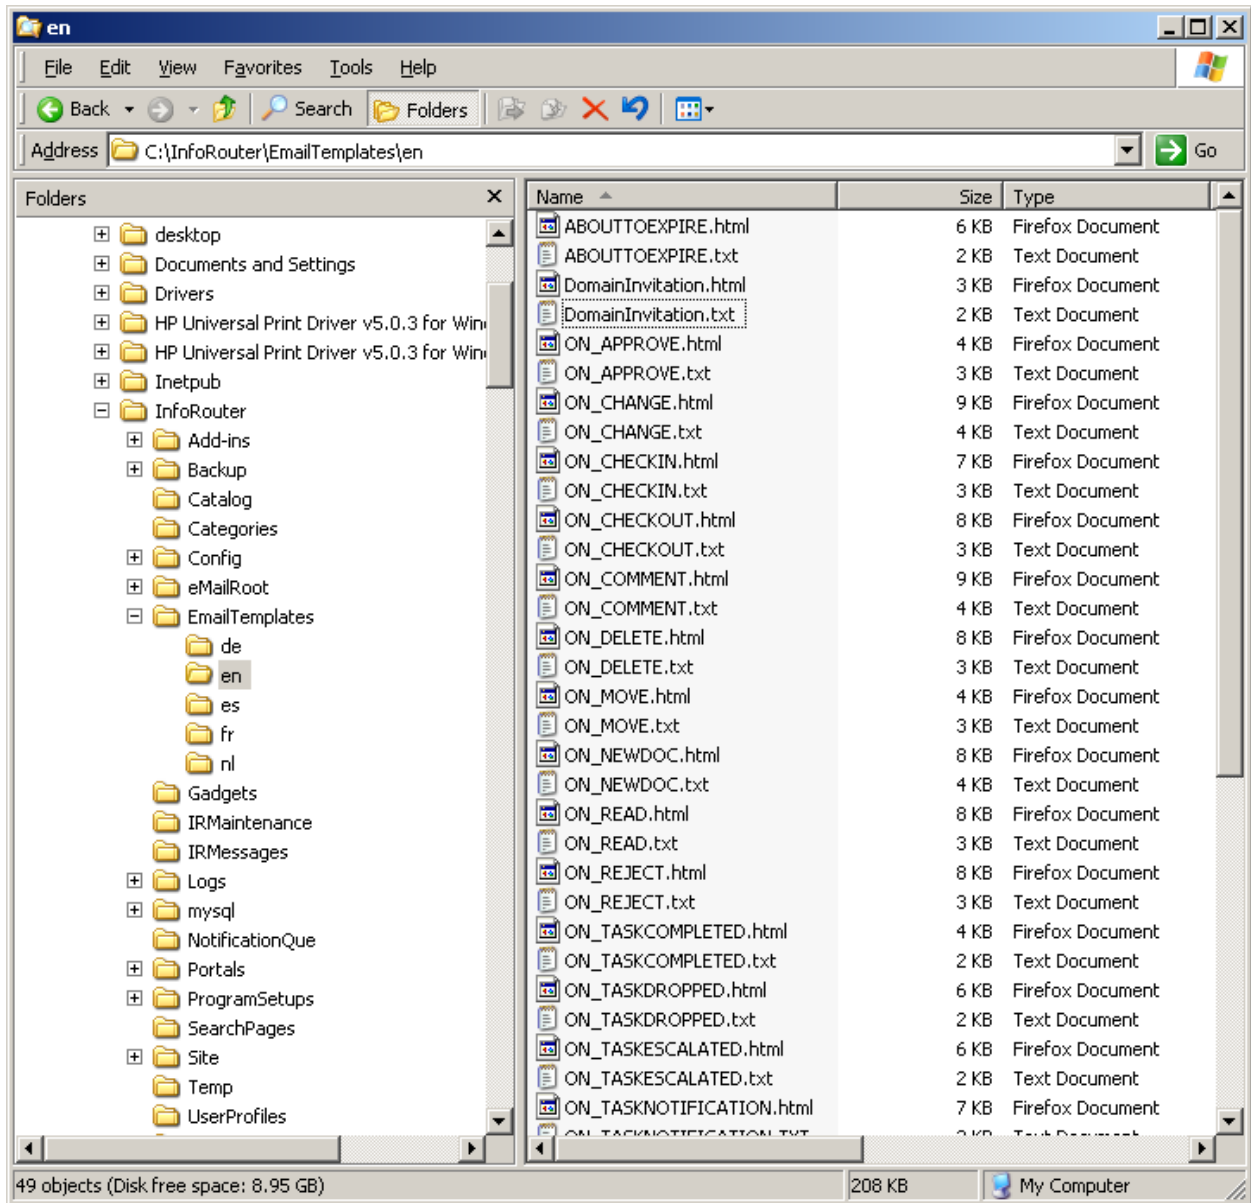 en
File Edit View Favorites Tools Help
Back Search Folders
Address C:\InfoRouter\EmailTemplates\en Go
Folders
desktop
Documents and Settings
Drivers
HP Universal Print Driver v5.0.3 for Win
HP Universal Print Driver v5.0.3 for Win
Inetpub
InfoRouter
Add-ins
Backup
Catalog
Categories
Config
eMailRoot
EmailTemplates
de
en
es
fr
nl
Gadgets
IRMaintenance
IRMessages
Logs
mysql
NotificationQue
Portals
ProgramSetups
SearchPages
Site
Temp
UserProfiles
Name Size Type
ABOUTTOEXPIRE.html 6 KB Firefox Document
ABOUTTOEXPIRE.txt 2 KB Text Document
DomainInvitation.html 3 KB Firefox Document
DomainInvitation.txt 2 KB Text Document
ON_APPROVE.html 4 KB Firefox Document
ON_APPROVE.txt 3 KB Text Document
ON_CHANGE.html 9 KB Firefox Document
ON_CHANGE.txt 4 KB Text Document
ON_CHECKIN.html 7 KB Firefox Document
ON_CHECKIN.txt 3 KB Text Document
ON_CHECKOUT.html 8 KB Firefox Document
ON_CHECKOUT.txt 3 KB Text Document
ON_COMMENT.html 9 KB Firefox Document
ON_COMMENT.txt 4 KB Text Document
ON_DELETE.html 8 KB Firefox Document
ON_DELETE.txt 3 KB Text Document
ON_MOVE.html 4 KB Firefox Document
ON_MOVE.txt 3 KB Text Document
ON_NEWDOC.html 8 KB Firefox Document
ON_NEWDOC.txt 4 KB Text Document
ON_READ.html 8 KB Firefox Document
ON_READ.txt 3 KB Text Document
ON_REJECT.html 8 KB Firefox Document
ON_REJECT.txt 3 KB Text Document
ON_TASKCOMPLETED.html 4 KB Firefox Document
ON_TASKCOMPLETED.txt 2 KB Text Document
ON_TASKDROPPED.html 6 KB Firefox Document
ON_TASKDROPPED.txt 2 KB Text Document
ON_TASKESCALATED.html 6 KB Firefox Document
ON_TASKESCALATED.txt 2 KB Text Document
ON_TASKNOTIFICATION.html 7 KB Firefox Document
ON_TASKNOTIFICATION.TXT Text Document
49 objects (Disk free space: 8.95 GB) 208 KB My Computer